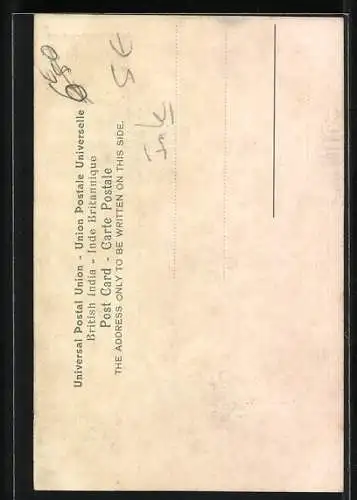 Universal Postal Union - Union Postale Universelle
British India - Inde Britannique
Post Card - Carte Postale
THE ADDRESS ONLY TO BE WRITTEN ON THIS SIDE.
Ink